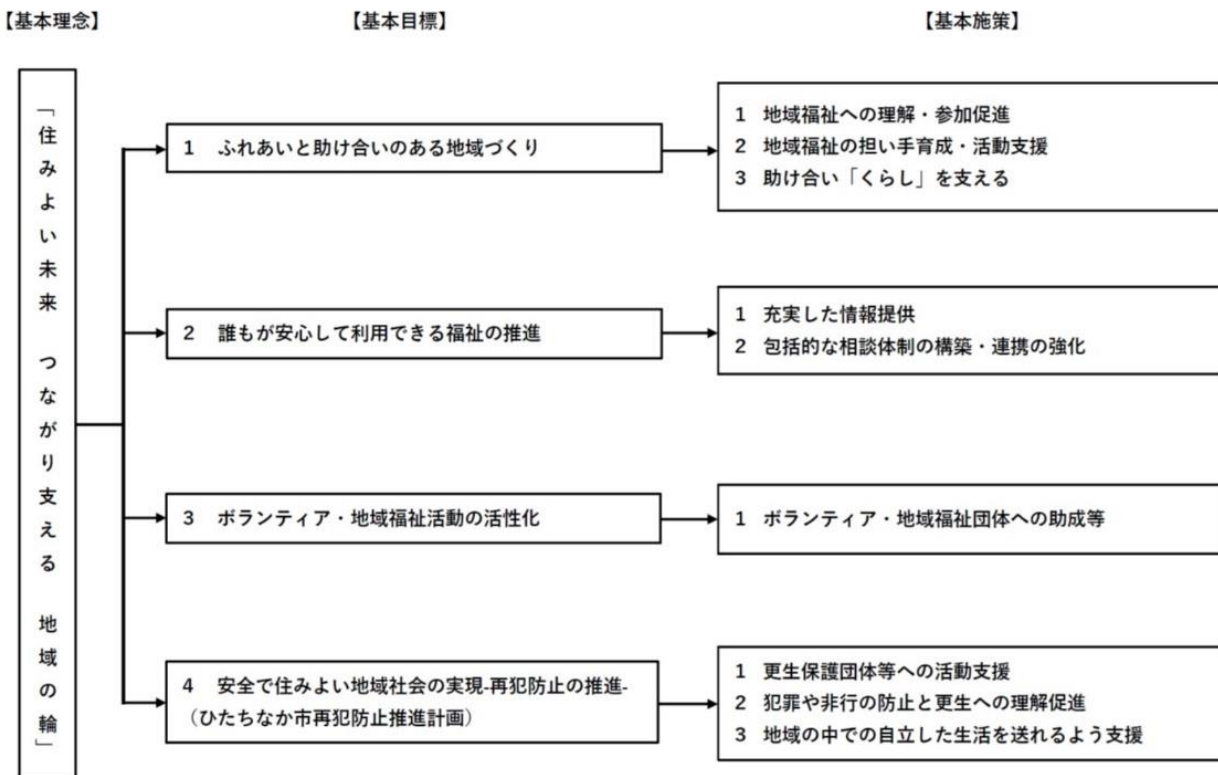 【基本理念】
【基本目標】
【基本施策】
「住みよい未来　つながり支える　地域の輪」
1　ふれあいと助け合いのある地域づくり
1　地域福祉への理解・参加促進
2　地域福祉の担い手育成・活動支援
3　助け合い「くらし」を支える
2　誰もが安心して利用できる福祉の推進
1　充実した情報提供
2　包括的な相談体制の構築・連携の強化
3　ボランティア・地域福祉活動の活性化
1　ボランティア・地域福祉団体への助成等
4　安全で住みよい地域社会の実現-再犯防止の推進-
（ひたちなか市再犯防止推進計画）
1　更生保護団体等への活動支援
2　犯罪や非行の防止と更生への理解促進
3　地域の中での自立した生活を送れるよう支援